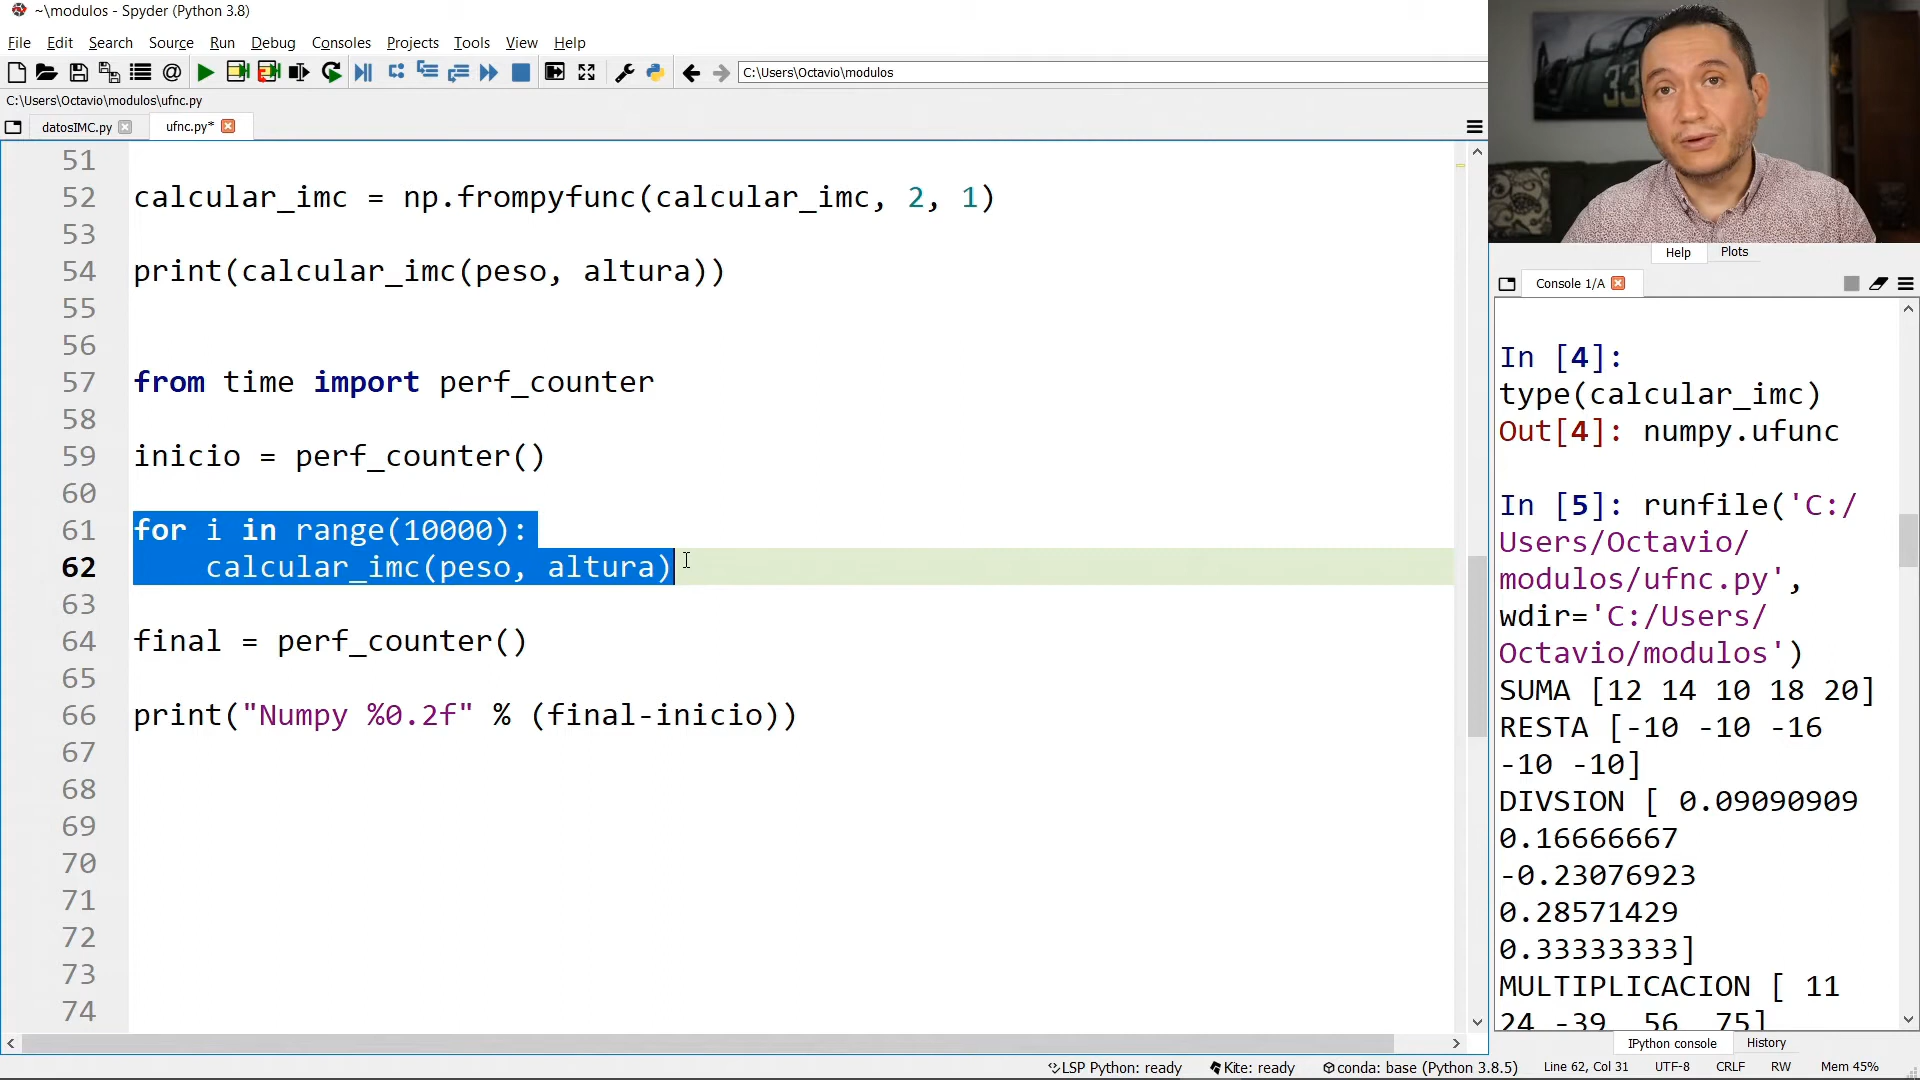 ~\modulos - Spyder (Python 3.8)
File Edit Search Source Run Debug Consoles Projects Tools View Help
C:\Users\Octavio\modulos
C:\Users\Octavio\modulos\ufnc.py
datosIMC.py ufnc.py*
51
52 calcular_imc = np.frompyfunc(calcular_imc, 2, 1)
53
54 print(calcular_imc(peso, altura))
55
56
57 from time import perf_counter
58
59 inicio = perf_counter()
60
61 for i in range(10000):
62 calcular_imc(peso, altura)
63
64 final = perf_counter()
65
66 print("Numpy %0.2f" % (final-inicio))
67
68
69
70
71
72
73
74
33
Help Plots
Console 1/A
In [4]:
type(calcular_imc)
Out[4]: numpy.ufunc
In [5]: runfile('C:/
Users/Octavio/
modulos/ufnc.py',
wdir='C:/Users/
Octavio/modulos')
SUMA [12 14 10 18 20]
RESTA [-10 -10 -16
-10 -10]
DIVSION [ 0.09090909
0.16666667
-0.23076923
0.28571429
0.33333333]
MULTIPLICACION [ 11
24 -39 56 75]
IPython console History
LSP Python: ready Kite: ready conda: base (Python 3.8.5) Line 62, Col 31 UTF-8 CRLF RW Mem 45%